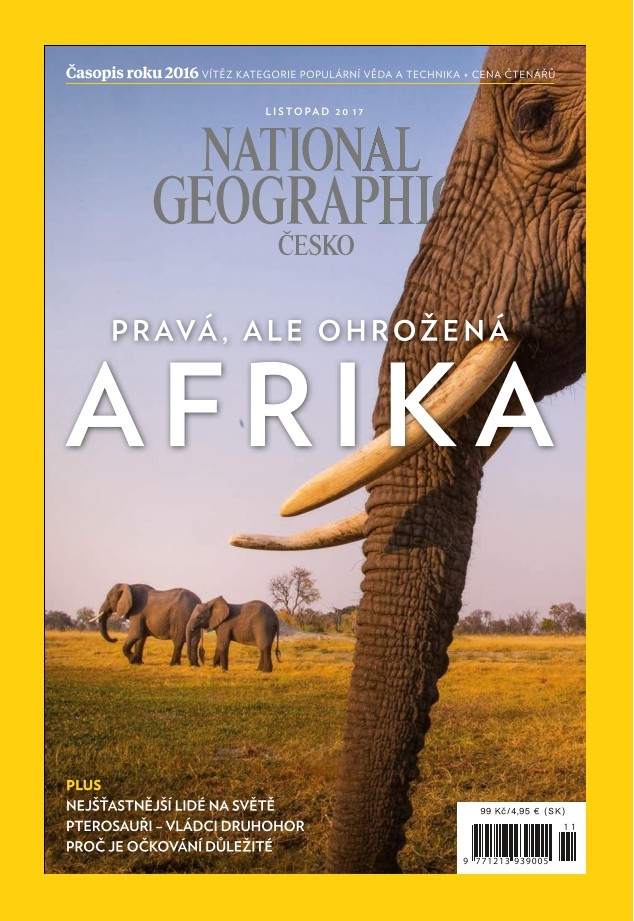 Časopis roku 2016 VÍTĚZ KATEGORIE POPULÁRNÍ VĚDA A TECHNIKA + CENA ČTENÁŘŮ
LISTOPAD 2017
NATIONAL
GEOGRAPHIC
ČESKO
PRAVÁ, ALE OHROŽENÁ
AFRIKA
PLUS
NEJŠŤASTNĚJŠÍ LIDÉ NA SVĚTĚ
PTEROSAUŘI – VLÁDCI DRUHOHOR
PROČ JE OČKOVÁNÍ DŮLEŽITÉ
99 Kč/4,95 € (SK)
11
9 771213 939005